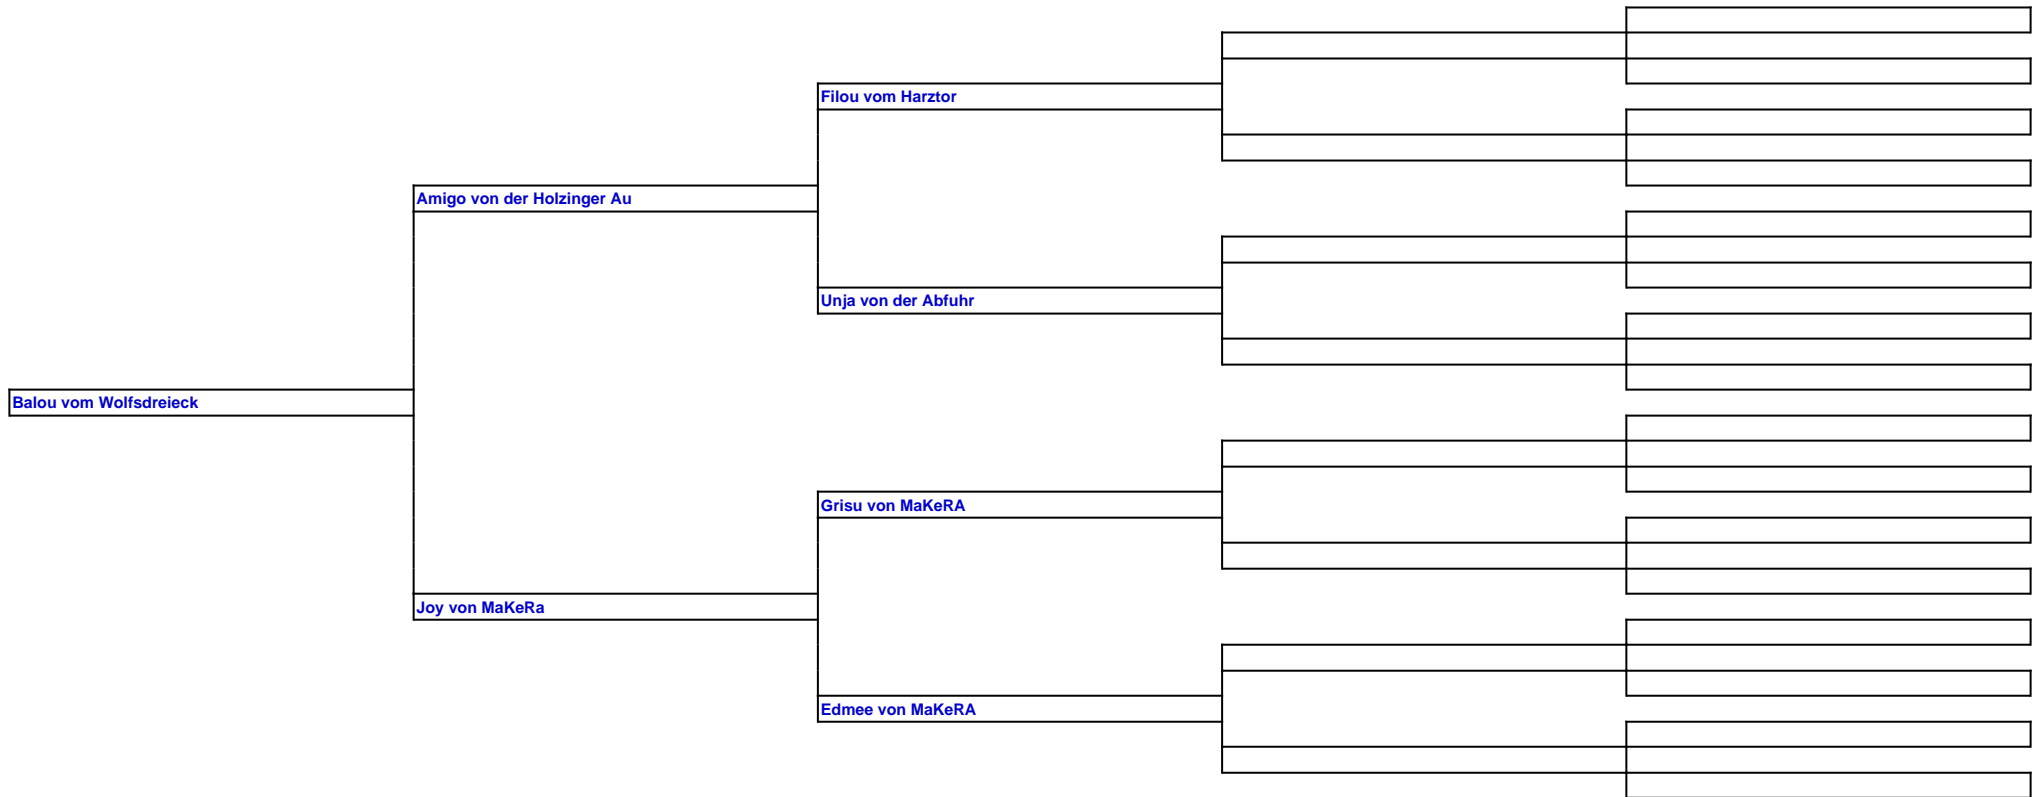 Filou vom Harztor
Amigo von der Holzinger Au
Unja von der Abfuhr
Balou vom Wolfsdreieck
Grisu von MaKeRA
Joy von MaKeRa
Edmee von MaKeRA